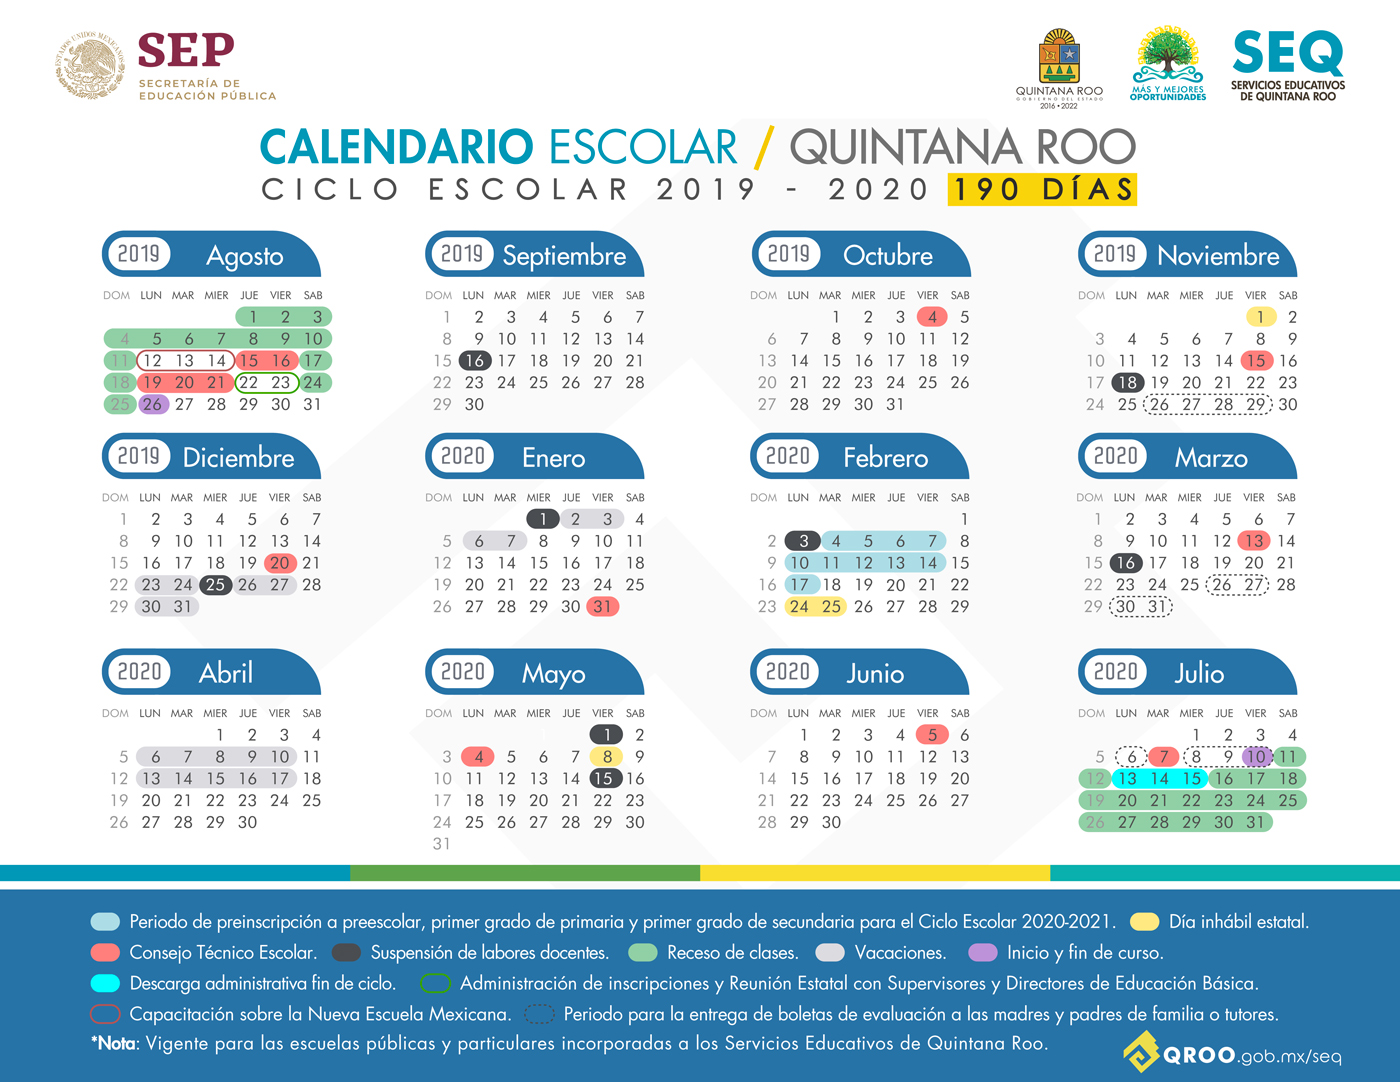 SEP
SECRETARÍA DE
EDUCACIÓN PÚBLICA
ESTADOS UNIDOS MEXICANOS
QUINTANA ROO
GOBIERNO DEL ESTADO
2016 • 2022
MÁS Y MEJORES
OPORTUNIDADES
SEQ
SERVICIOS EDUCATIVOS
DE QUINTANA ROO
CALENDARIO ESCOLAR / QUINTANA ROO
CICLO ESCOLAR 2019 - 2020 190 DÍAS
2019 Agosto
DOM LUN MAR MIER JUE VIER SAB
1 2 3
4 5 6 7 8 9 10
11 12 13 14 15 16 17
18 19 20 21 22 23 24
25 26 27 28 29 30 31
2019 Septiembre
DOM LUN MAR MIER JUE VIER SAB
1 2 3 4 5 6 7
8 9 10 11 12 13 14
15 16 17 18 19 20 21
22 23 24 25 26 27 28
29 30
2019 Octubre
DOM LUN MAR MIER JUE VIER SAB
1 2 3 4 5
6 7 8 9 10 11 12
13 14 15 16 17 18 19
20 21 22 23 24 25 26
27 28 29 30 31
2019 Noviembre
DOM LUN MAR MIER JUE VIER SAB
1 2
3 4 5 6 7 8 9
10 11 12 13 14 15 16
17 18 19 20 21 22 23
24 25 26 27 28 29 30
2019 Diciembre
DOM LUN MAR MIER JUE VIER SAB
1 2 3 4 5 6 7
8 9 10 11 12 13 14
15 16 17 18 19 20 21
22 23 24 25 26 27 28
29 30 31
2020 Enero
DOM LUN MAR MIER JUE VIER SAB
1 2 3 4
5 6 7 8 9 10 11
12 13 14 15 16 17 18
19 20 21 22 23 24 25
26 27 28 29 30 31
2020 Febrero
DOM LUN MAR MIER JUE VIER SAB
1
2 3 4 5 6 7 8
9 10 11 12 13 14 15
16 17 18 19 20 21 22
23 24 25 26 27 28 29
2020 Marzo
DOM LUN MAR MIER JUE VIER SAB
1 2 3 4 5 6 7
8 9 10 11 12 13 14
15 16 17 18 19 20 21
22 23 24 25 26 27 28
29 30 31
2020 Abril
DOM LUN MAR MIER JUE VIER SAB
1 2 3 4
5 6 7 8 9 10 11
12 13 14 15 16 17 18
19 20 21 22 23 24 25
26 27 28 29 30
2020 Mayo
DOM LUN MAR MIER JUE VIER SAB
1 2
3 4 5 6 7 8 9
10 11 12 13 14 15 16
17 18 19 20 21 22 23
24 25 26 27 28 29 30
31
2020 Junio
DOM LUN MAR MIER JUE VIER SAB
1 2 3 4 5 6
7 8 9 10 11 12 13
14 15 16 17 18 19 20
21 22 23 24 25 26 27
28 29 30
2020 Julio
DOM LUN MAR MIER JUE VIER SAB
1 2 3 4
5 6 7 8 9 10 11
12 13 14 15 16 17 18
19 20 21 22 23 24 25
26 27 28 29 30 31
Periodo de preinscripción a preescolar, primer grado de primaria y primer grado de secundaria para el Ciclo Escolar 2020-2021. Día inhábil estatal.
Consejo Técnico Escolar. Suspensión de labores docentes. Receso de clases. Vacaciones. Inicio y fin de curso.
Descarga administrativa fin de ciclo. Administración de inscripciones y Reunión Estatal con Supervisores y Directores de Educación Básica.
Capacitación sobre la Nueva Escuela Mexicana. Periodo para la entrega de boletas de evaluación a las madres y padres de familia o tutores.
*Nota: Vigente para las escuelas públicas y particulares incorporadas a los Servicios Educativos de Quintana Roo.
QROO.gob.mx/seq